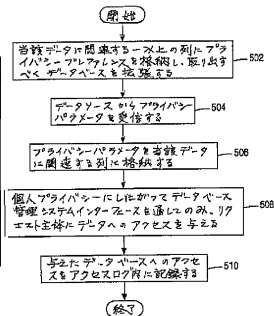 開始
当該データに関連する一以上の列にプライ
バシープレファレンスを格納し、取り出す
べくデータベースを拡張する
502
データソースからプライバシー
パラメータを受信する
504
プライバシーパラメータを当該データ
に関連する列に格納する
506
個人プライバシーにしたがってデータベース
管理システムインターフェースを通してのみ、リク
エスト主体にデータへのアクセスを与える
508
与えたデータベースへのアクセ
スをアクセスログ内に記録する
510
終了